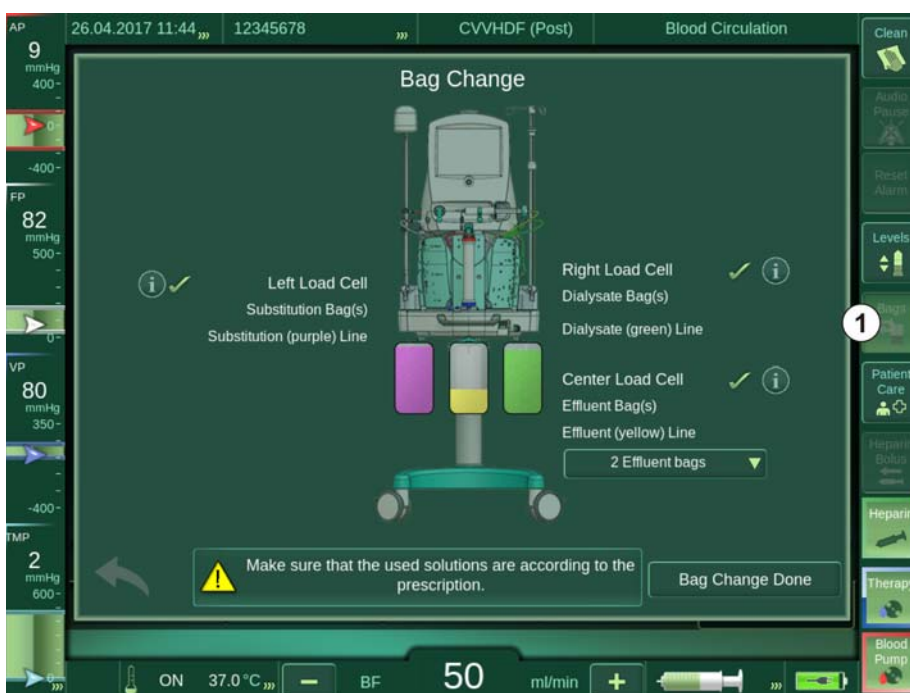 26.04.2017 11:44
12345678
CVVHDF (Post)
Blood Circulation
AP
9
mmHg
400
0
-400
FP
82
mmHg
500
0
VP
80
mmHg
350
-400
TMP
2
mmHg
600
0
Bag Change
Left Load Cell
Substitution Bag(s)
Substitution (purple) Line
Right Load Cell
Dialysate Bag(s)
Dialysate (green) Line
Center Load Cell
Effluent Bag(s)
Effluent (yellow) Line
2 Effluent bags
Make sure that the used solutions are according to the
prescription.
Bag Change Done
Clean
Audio
Pause
Reset
Alarm
Levels
Bags
1
Patient
Care
Heparin
Bolus
Heparin
Therapy
Blood
Pump
ON
37.0 °C
BF
50
ml/min